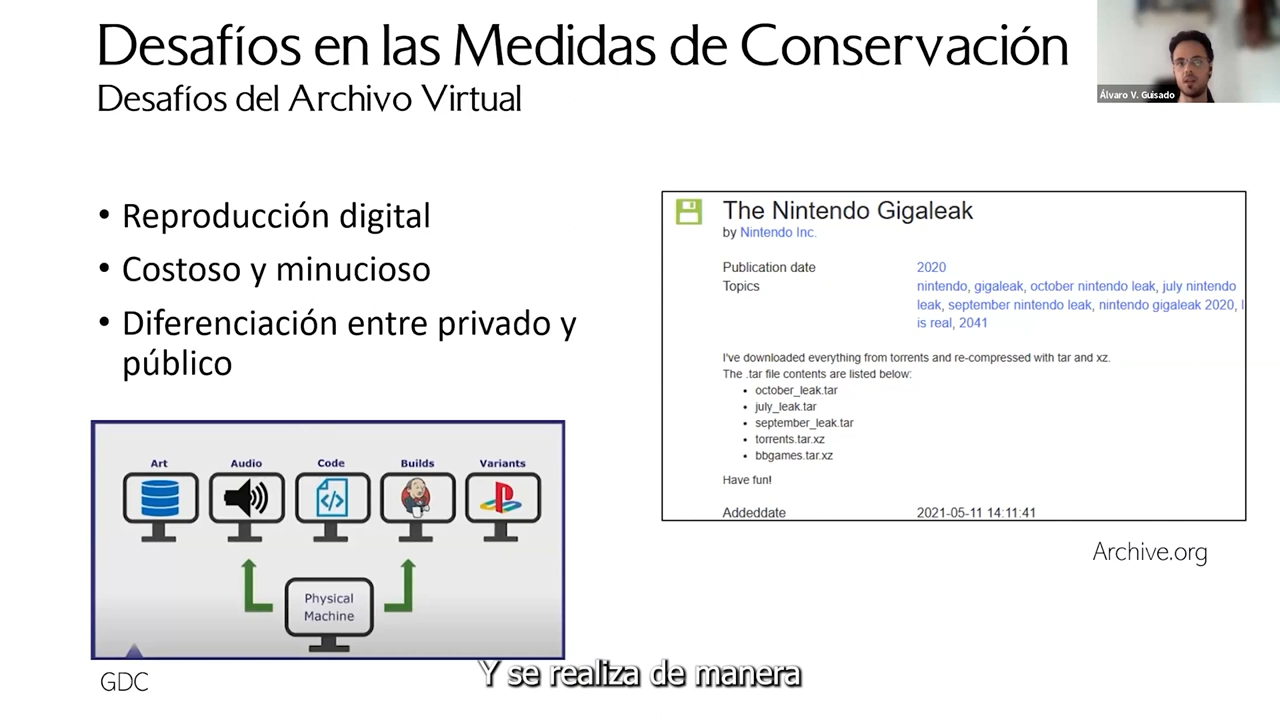 Desafíos en las Medidas de Conservación
Desafíos del Archivo Virtual
Álvaro V. Guisado
• Reproducción digital
• Costoso y minucioso
• Diferenciación entre privado y
público
Art Audio Code Builds Variants
Physical
Machine
GDC
The Nintendo Gigaleak
by Nintendo Inc.
Publication date 2020
Topics nintendo, gigaleak, october nintendo leak, july nintendo
leak, september nintendo leak, nintendo gigaleak 2020, l
is real, 2041
I've downloaded everything from torrents and re-compressed with tar and xz.
The .tar file contents are listed below:
• october_leak.tar
• july_leak.tar
• september_leak.tar
• torrents.tar.xz
• bbgames.tar.xz
Have fun!
Addeddate 2021-05-11 14:11:41
Archive.org
Y se realiza de manera